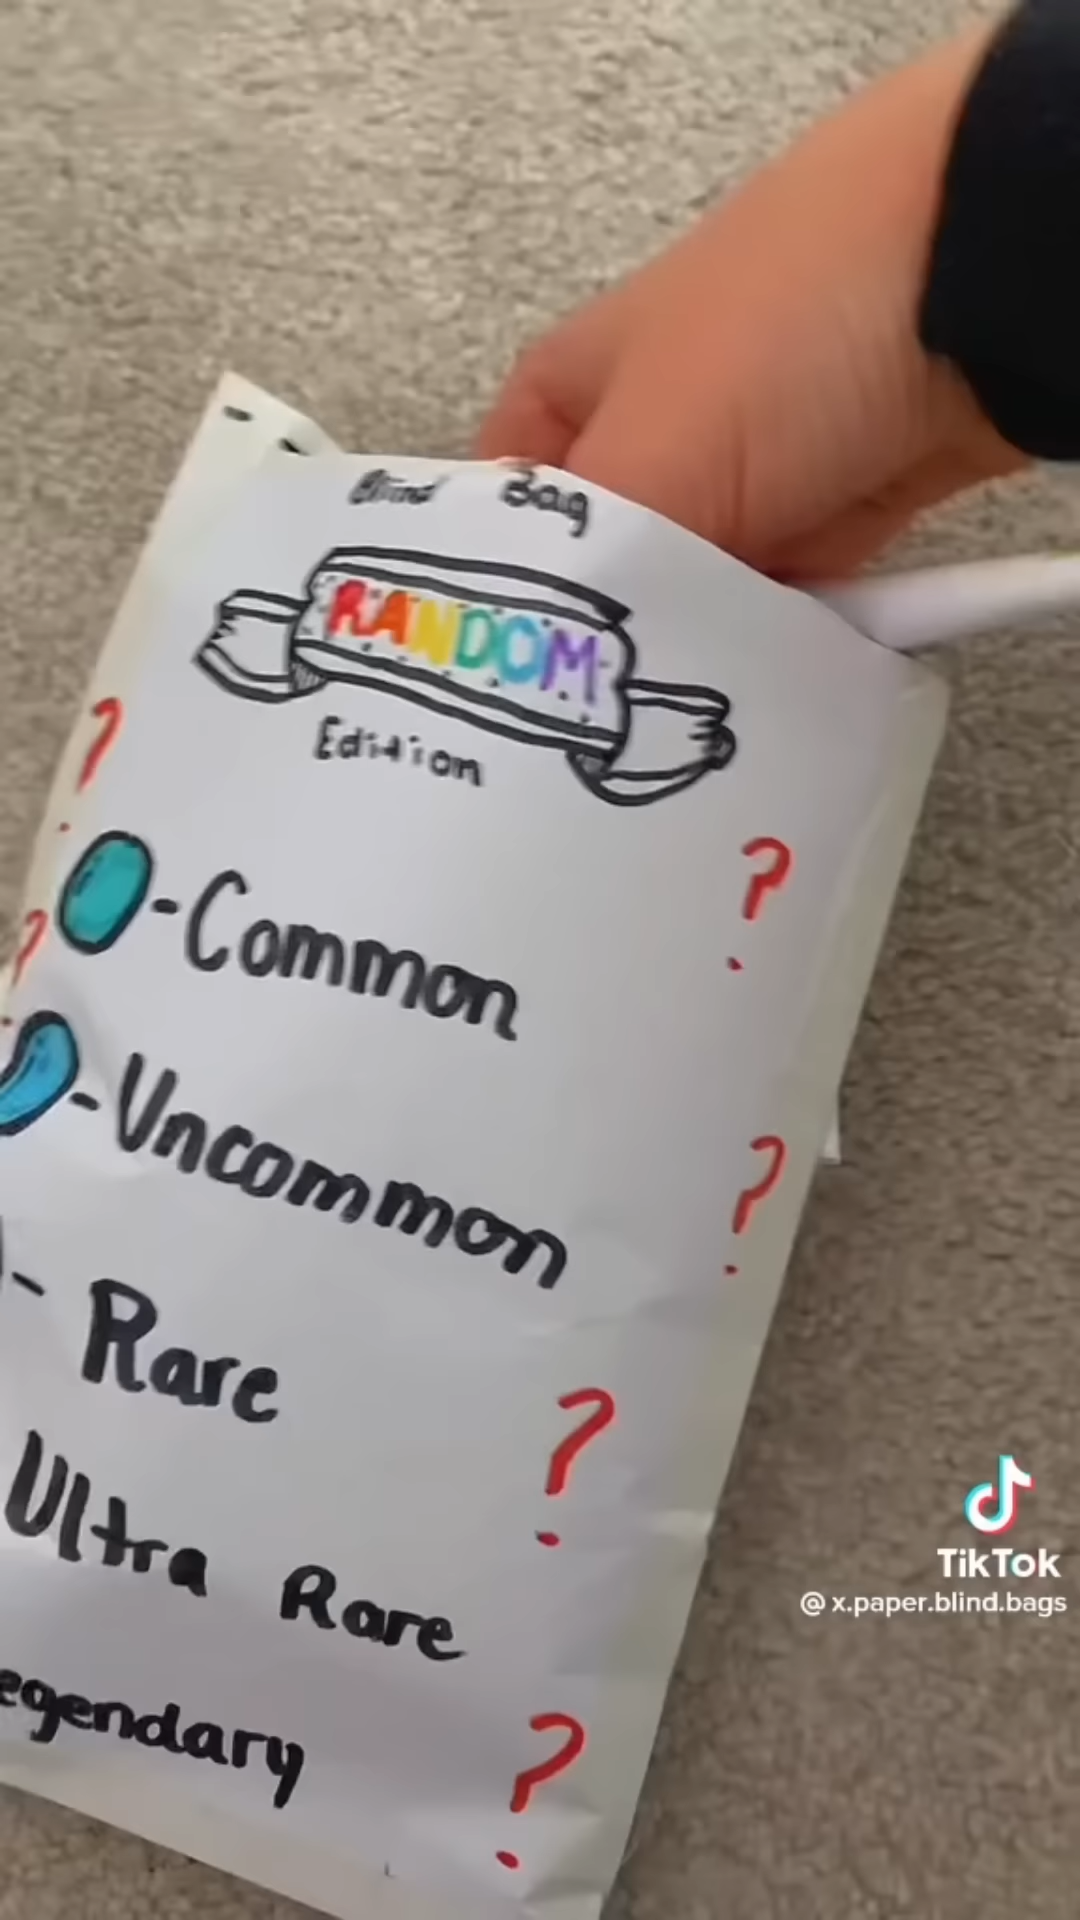 Blind Bag
RANDOM
Edition
?
?
- Common
?
?
- Uncommon
?
- Rare
?
Ultra Rare
egendary
?
TikTok
@x.paper.blind.bags